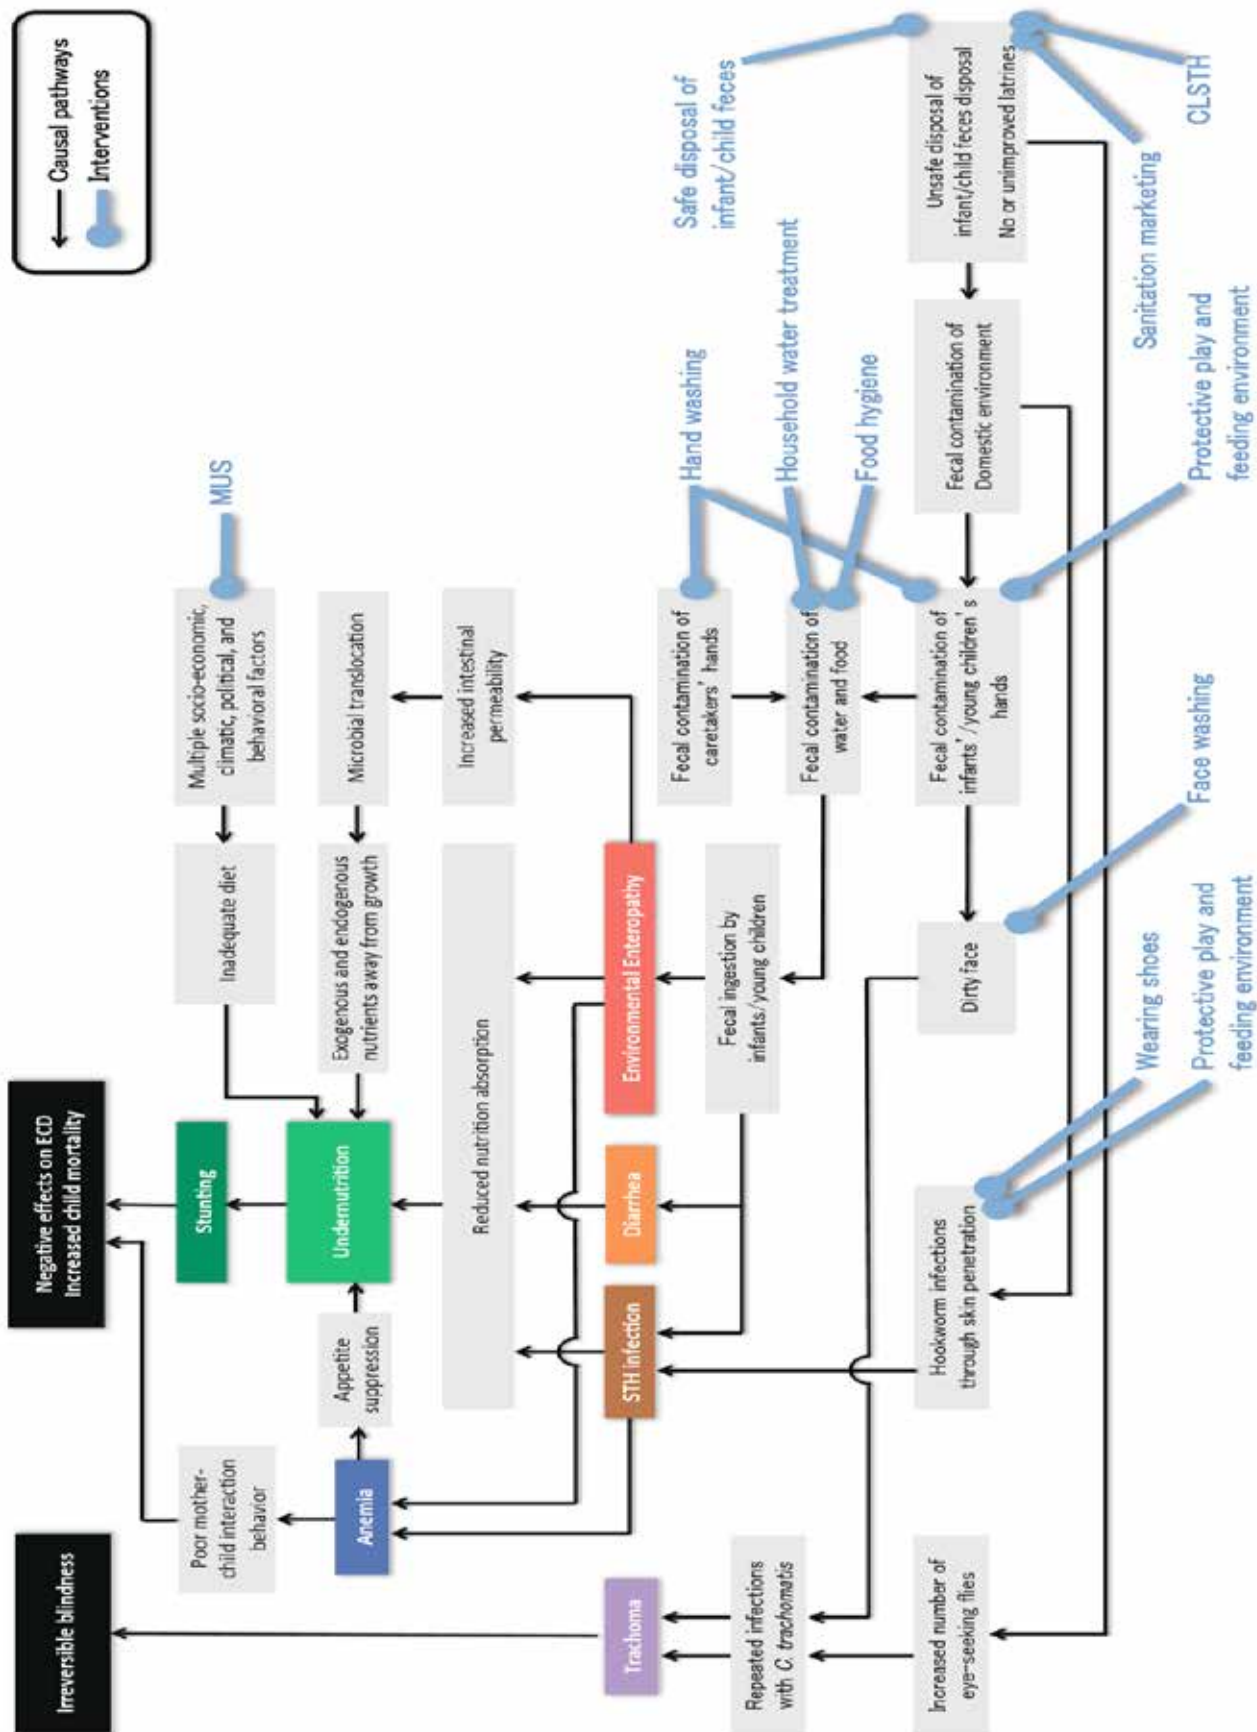 Irreversible blindness
Negative effects on ECD
Increased child mortality
Causal pathways
Interventions
Poor mother-
child interaction
behavior
Stunting
Inadequate diet
Multiple socio-economic,
climatic, political, and
behavioral factors
MUS
Anemia
Appetite
suppression
Undernutrition
Exogenous and endogenous
nutrients away from growth
Microbial translocation
Reduced nutrition absorption
Increased intestinal
permeability
Trachoma
STH infection
Diarrhea
Environmental Enteropathy
Fecal contamination of
caretakers' hands
Hand washing
Safe disposal of
infant/child feces
Repeated infections
with C. trachomatis
Fecal ingestion by
infants/young children
Fecal contamination of
water and food
Household water treatment
Food hygiene
Increased number of
eye-seeking flies
Hookworm infections
through skin penetration
Dirty face
Fecal contamination of
infants'/young children's
hands
Fecal contamination of
Domestic environment
Unsafe disposal of
infant/child feces disposal
No or unimproved latrines
Wearing shoes
Protective play and
feeding environment
Face washing
Protective play and
feeding environment
Sanitation marketing
CLSTH